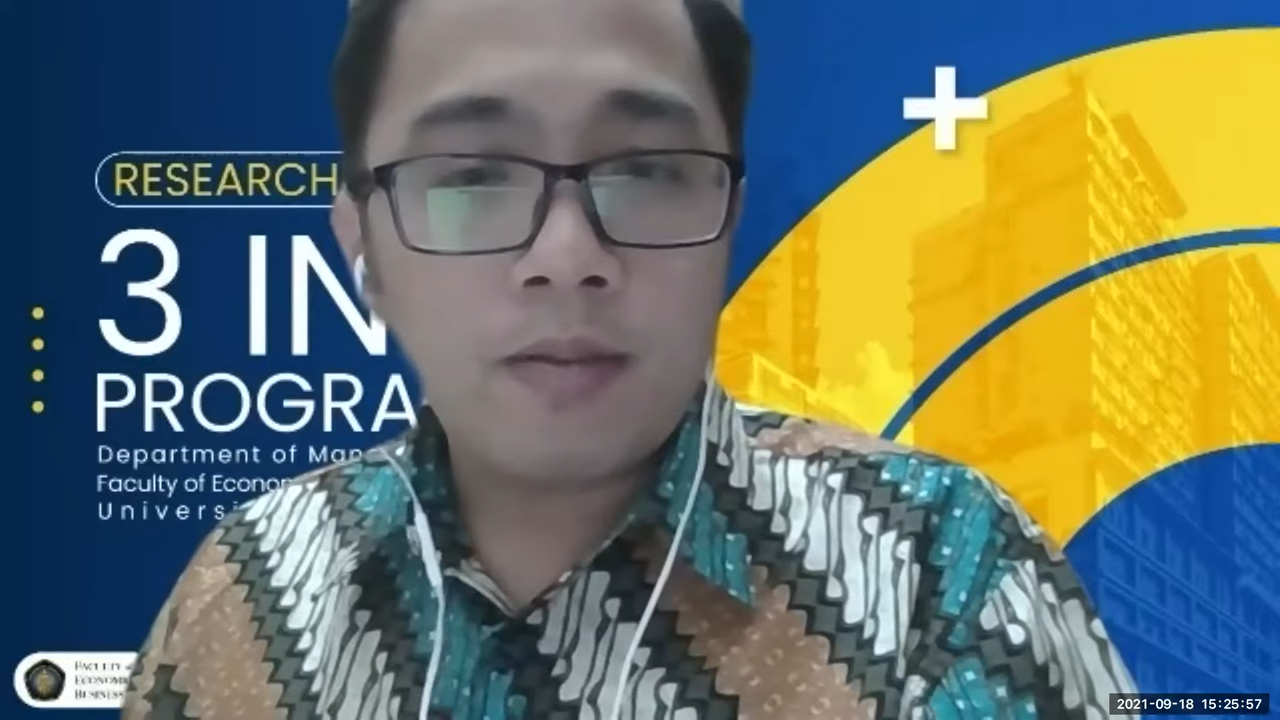 RESEARCH
3 IN
PROGRA
Department of Man
Faculty of Econom
Universi
FACULTY
ECONOMIC
BUSINESS
2021-09-18 15:25:57